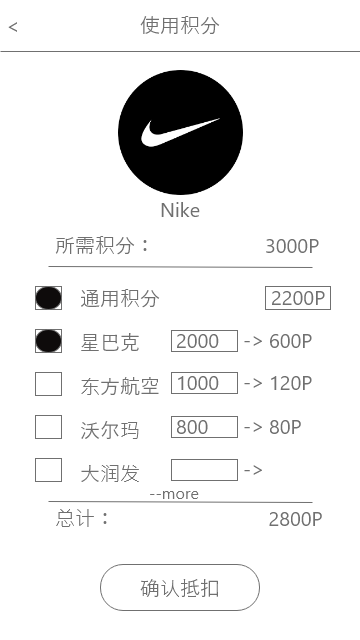 < 使用积分
Nike
所需积分： 3000P
通用积分 2200P
星巴克 2000 -> 600P
东方航空 1000 -> 120P
沃尔玛 800 -> 80P
大润发 ->
--more
总计： 2800P
确认抵扣